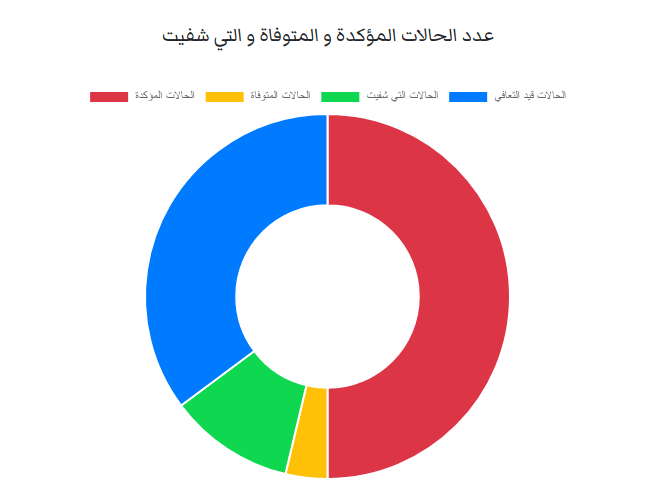 عدد الحالات المؤكدة و المتوفاة و التي شفيت
الحالات المؤكدة الحالات المتوفاة الحالات التي شفيت الحالات قيد التعافي